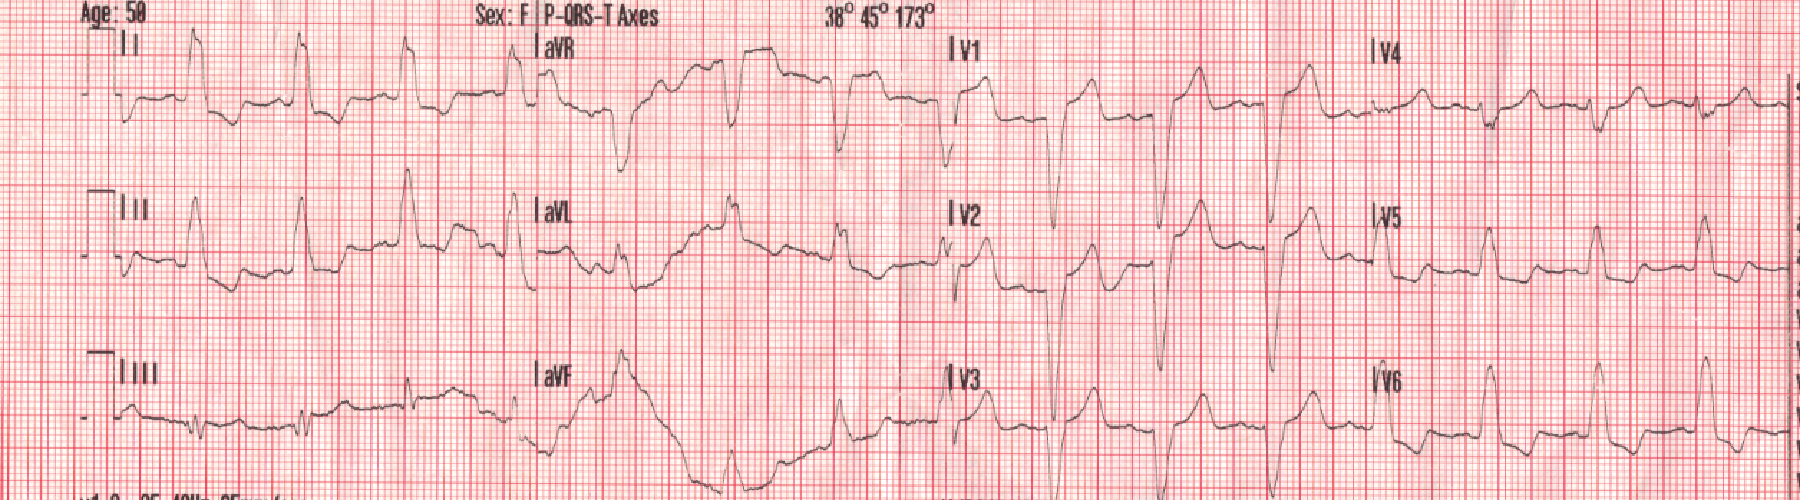 Age: 50 Sex: F P-QRS-T Axes 38° 45° 173°
I aVR V1 V4
II aVL V2 V5
III aVF V3 V6